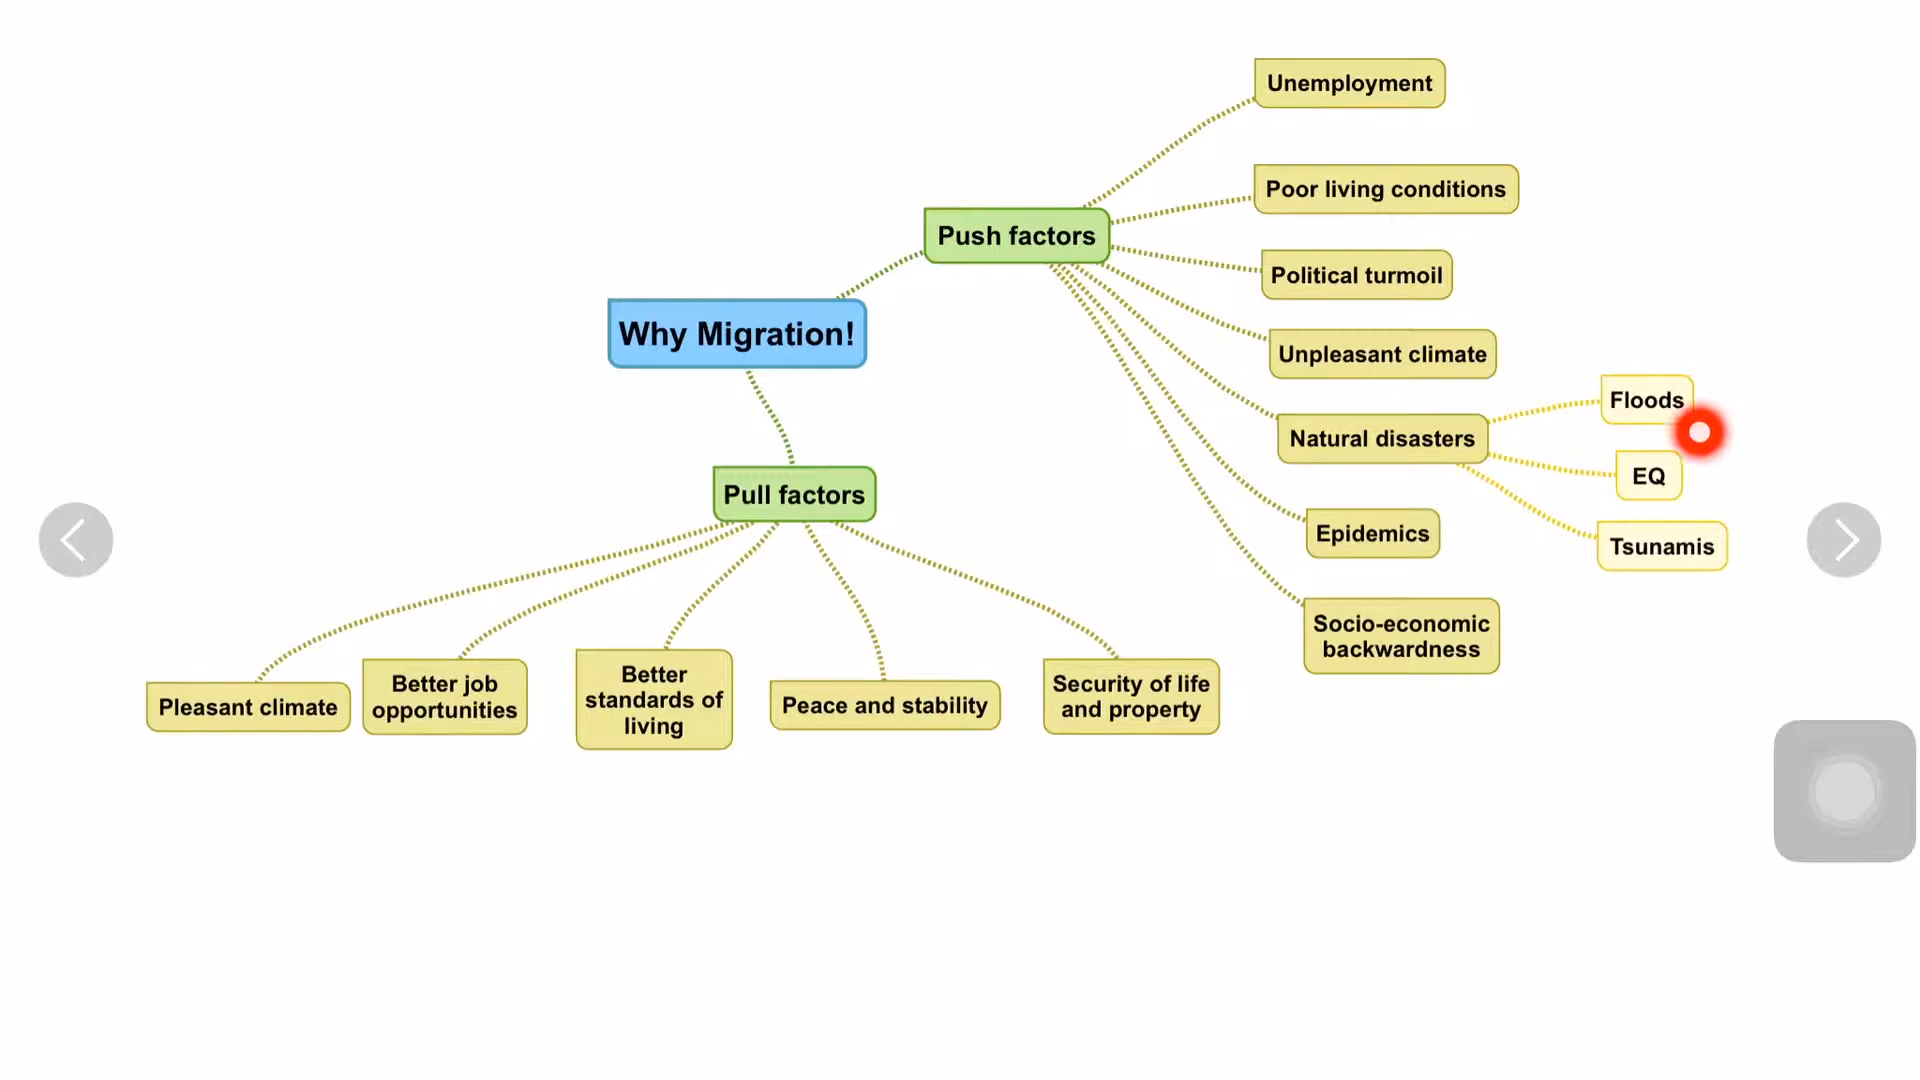 Unemployment
Poor living conditions
Push factors
Political turmoil
Why Migration!
Unpleasant climate
Floods
Natural disasters
EQ
Pull factors
Epidemics
Tsunamis
Socio-economic
backwardness
Pleasant climate
Better job
opportunities
Better
standards of
living
Peace and stability
Security of life
and property